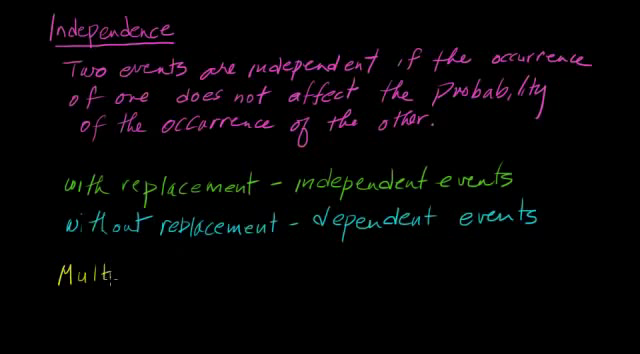 Independence
Two events are independent if the occurrence
of one does not affect the probability
of the occurrence of the other.
with replacement - independent events
without replacement - dependent events
Multi